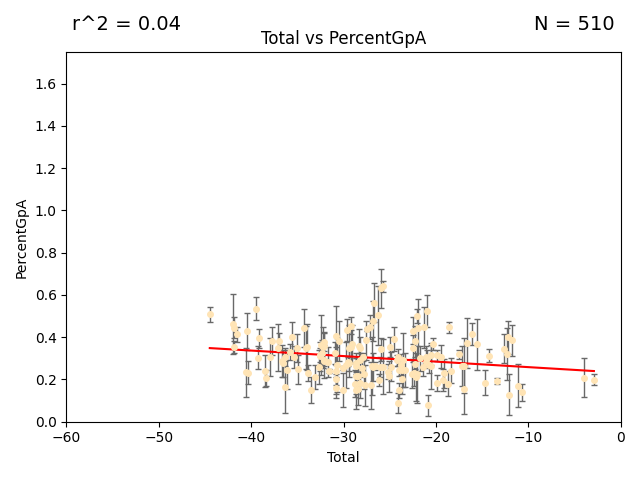 r^2 = 0.04
N = 510
Total vs PercentGpA
PercentGpA
1.6
1.4
1.2
1.0
0.8
0.6
0.4
0.2
0.0
−60 −50 −40 −30 −20 −10 0
Total